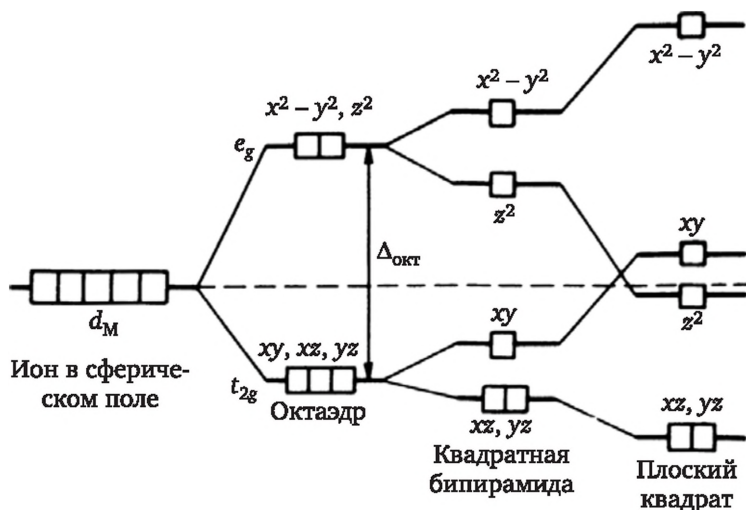 x² – y²
x² – y²
x² – y², z²
e_g
z²
xy
Δ_окт
z²
d_M
xy
xy, xz, yz
Ион в сфериче-
ском поле
t_2g
Октаэдр
xz, yz
xz, yz
Квадратная
бипирамида
Плоский
квадрат